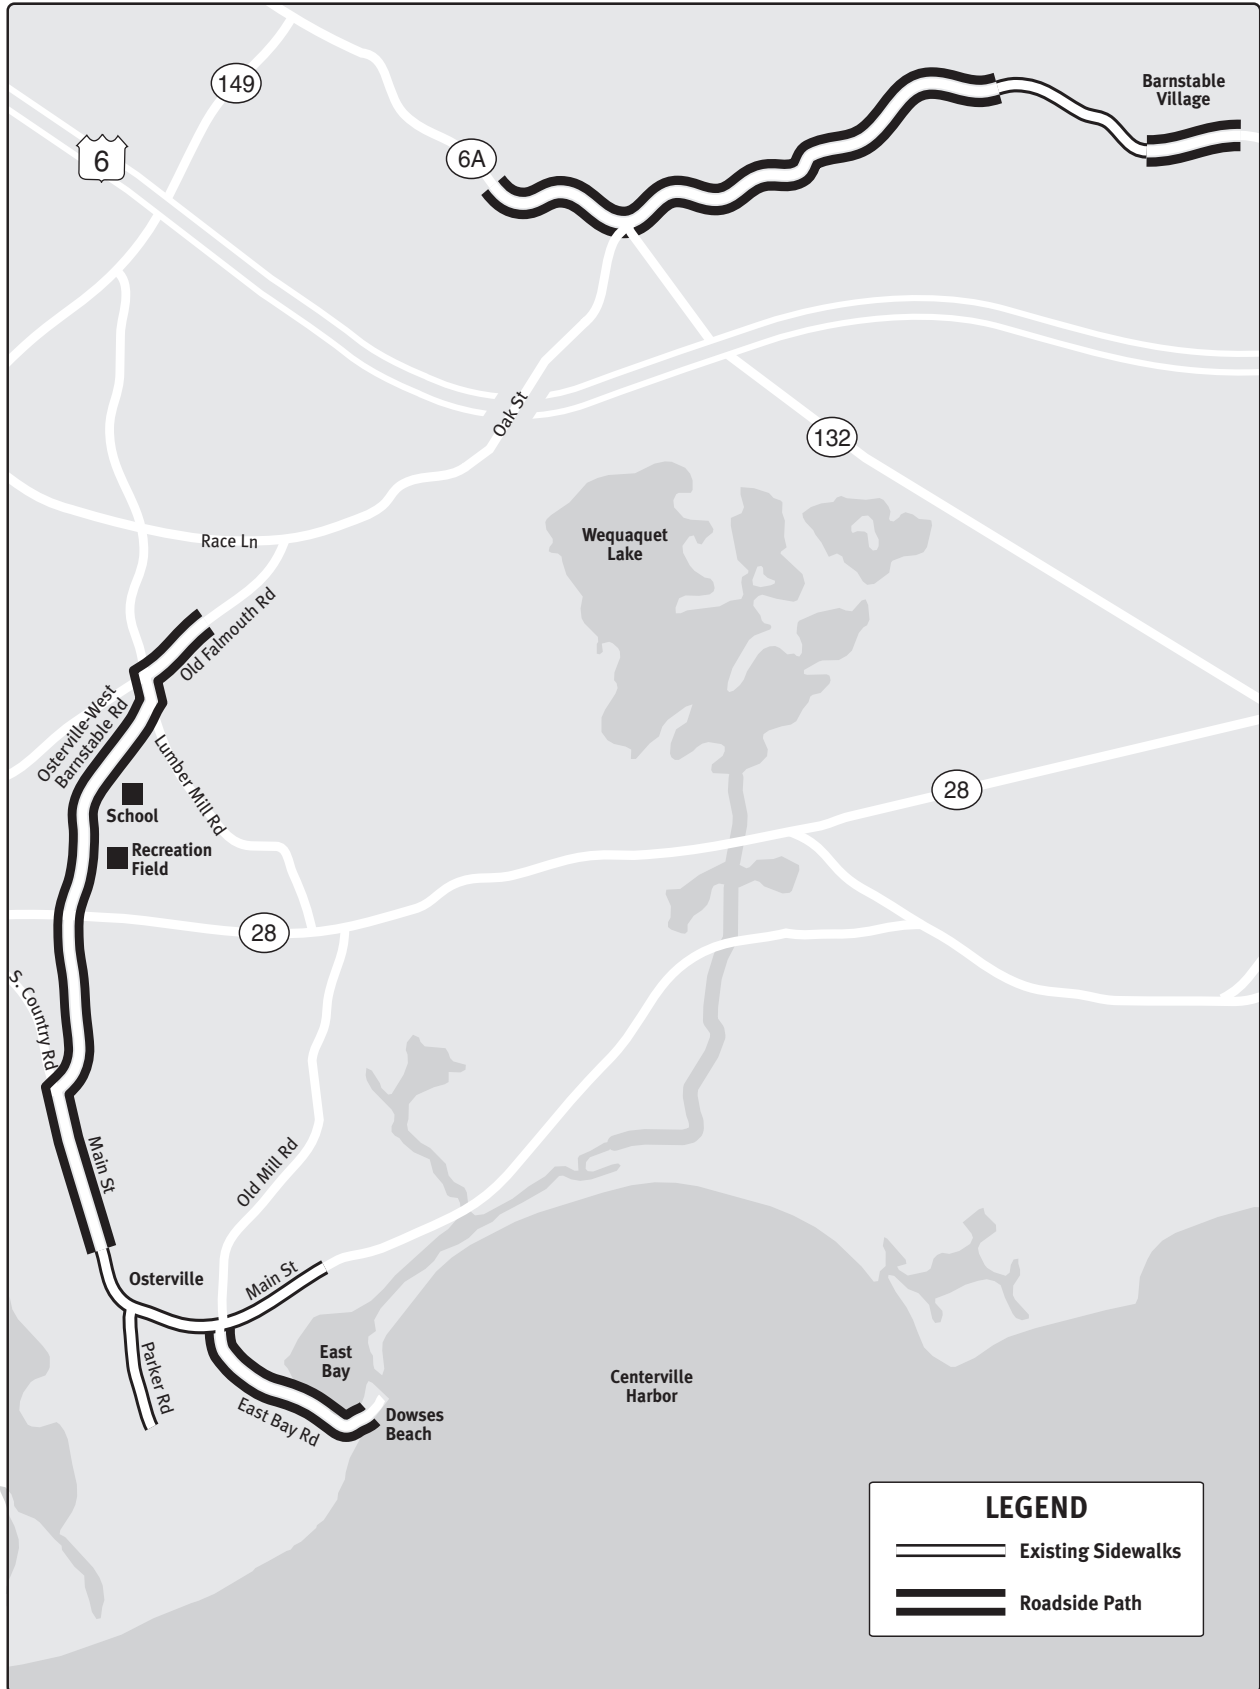 149
Barnstable
Village
6
6A
Oak St
132
Race Ln
Wequaquet
Lake
Old Falmouth Rd
Osterville-West
Barnstable Rd
Lumber Mill Rd
School
28
Recreation
Field
28
S. Country Rd
Main St
Old Mill Rd
Osterville
Main St
Parker Rd
East
Bay
Centerville
Harbor
East Bay Rd
Dowses
Beach
LEGEND
Existing Sidewalks
Roadside Path